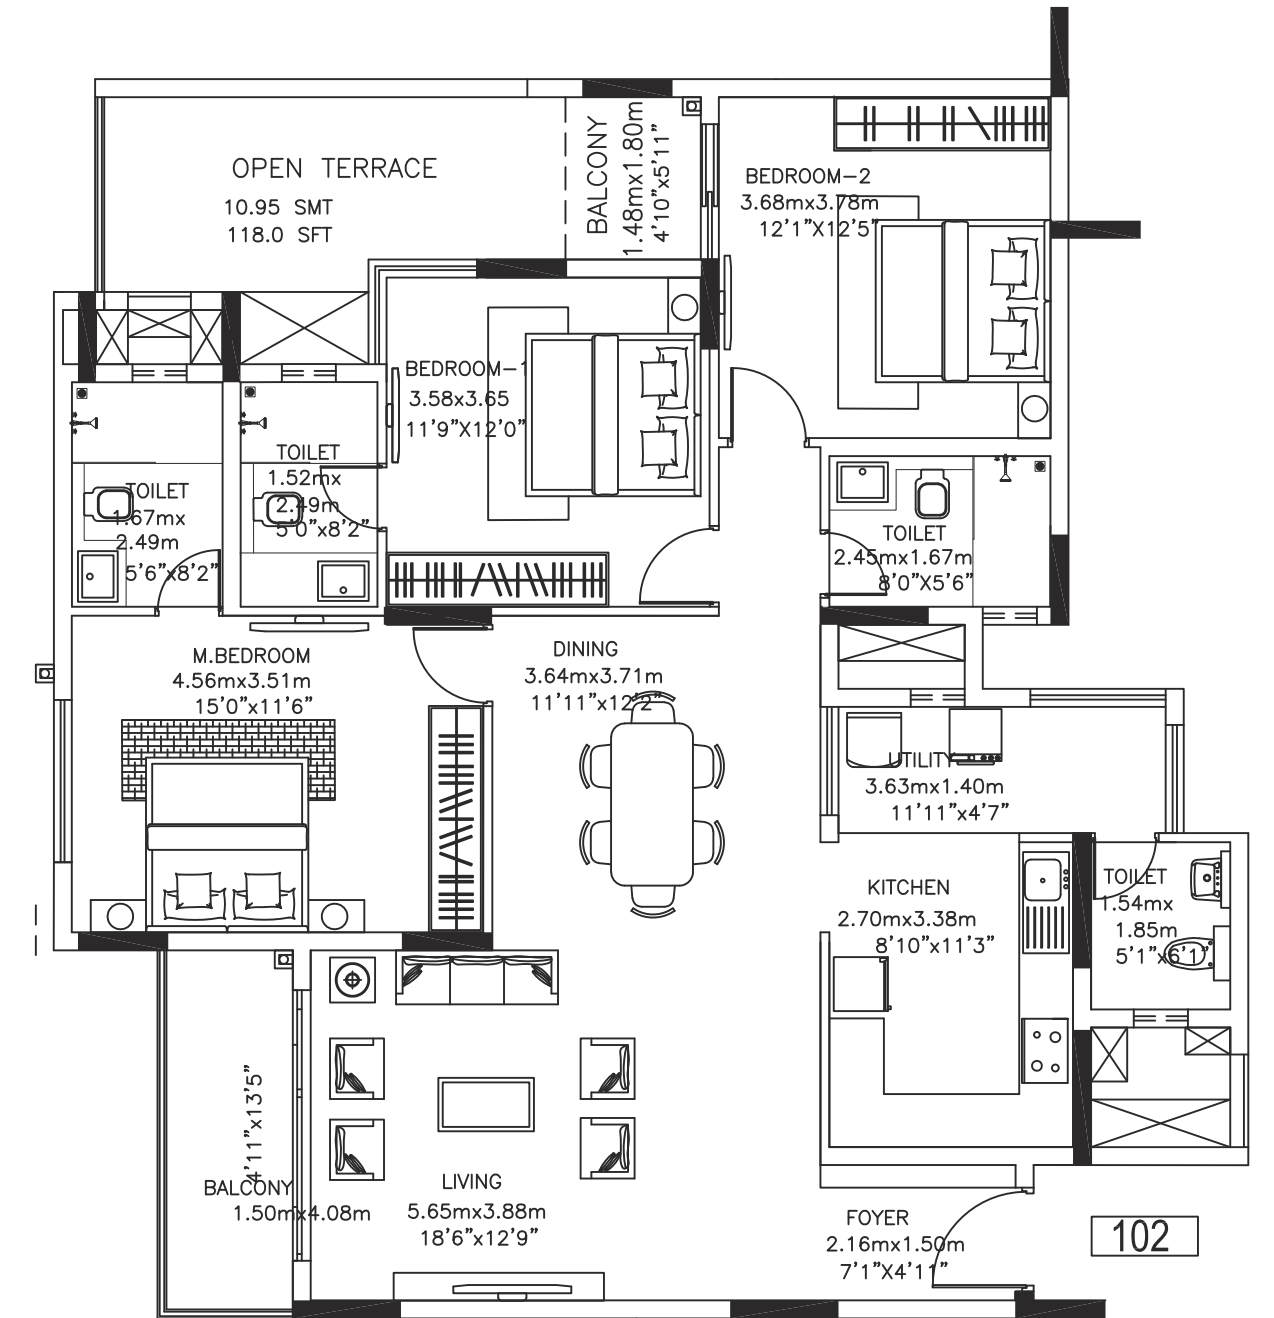 OPEN TERRACE
10.95 SMT
118.0 SFT
BALCONY
1.48mx1.80m
4'10"x5'11"
BEDROOM-2
3.68mx3.78m
12'1"X12'5"
BEDROOM-1
3.58x3.65
11'9"X12'0"
TOILET
1.52mx
2.49m
5'0"x8'2"
TOILET
1.67mx
2.49m
5'6"x8'2"
TOILET
2.45mx1.67m
8'0"X5'6"
M.BEDROOM
4.56mx3.51m
15'0"x11'6"
DINING
3.64mx3.71m
11'11"x12'2"
UTILITY
3.63mx1.40m
11'11"x4'7"
KITCHEN
2.70mx3.38m
8'10"x11'3"
TOILET
1.54mx
1.85m
5'1"x6'1"
4'11"x13'5"
BALCONY
1.50mx4.08m
LIVING
5.65mx3.88m
18'6"x12'9"
FOYER
2.16mx1.50m
7'1"X4'11"
102